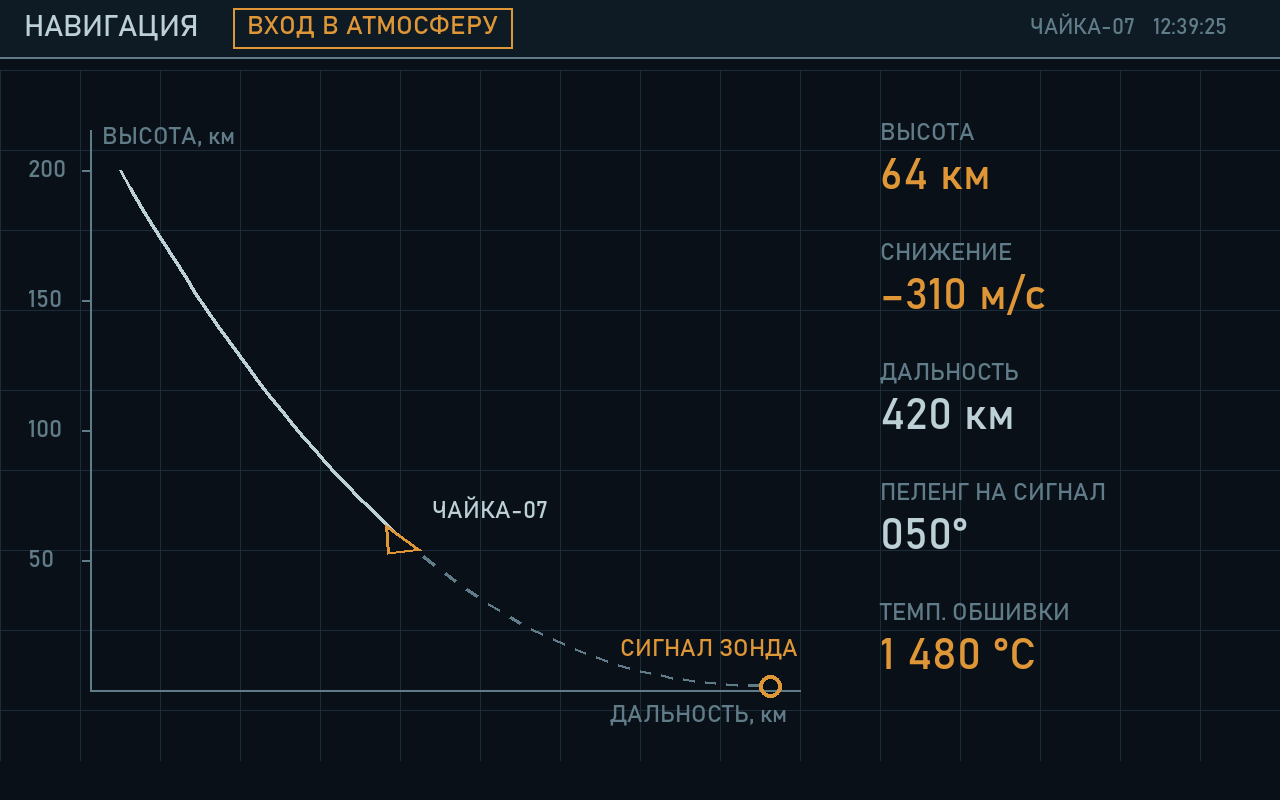 НАВИГАЦИЯ
ВХОД В АТМОСФЕРУ
ЧАЙКА-07 12:39:25
ВЫСОТА, км
200
150
100
50
ЧАЙКА-07
СИГНАЛ ЗОНДА
ДАЛЬНОСТЬ, км
ВЫСОТА
64 км
СНИЖЕНИЕ
−310 м/с
ДАЛЬНОСТЬ
420 км
ПЕЛЕНГ НА СИГНАЛ
050°
ТЕМП. ОБШИВКИ
1 480 °C